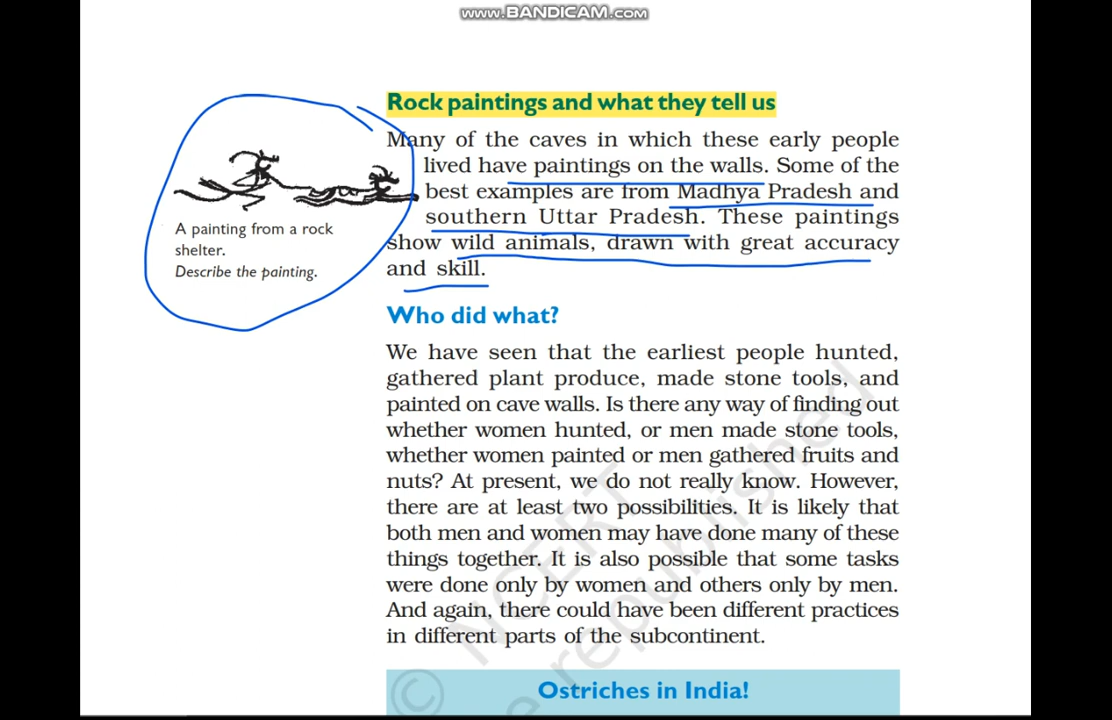 www.BANDICAM.com
Rock paintings and what they tell us
Many of the caves in which these early people
lived have paintings on the walls. Some of the
best examples are from Madhya Pradesh and
southern Uttar Pradesh. These paintings
show wild animals, drawn with great accuracy
and skill.
A painting from a rock
shelter.
Describe the painting.
Who did what?
We have seen that the earliest people hunted,
gathered plant produce, made stone tools, and
painted on cave walls. Is there any way of finding out
whether women hunted, or men made stone tools,
whether women painted or men gathered fruits and
nuts? At present, we do not really know. However,
there are at least two possibilities. It is likely that
both men and women may have done many of these
things together. It is also possible that some tasks
were done only by women and others only by men.
And again, there could have been different practices
in different parts of the subcontinent.
Ostriches in India!
© NCERT
republished